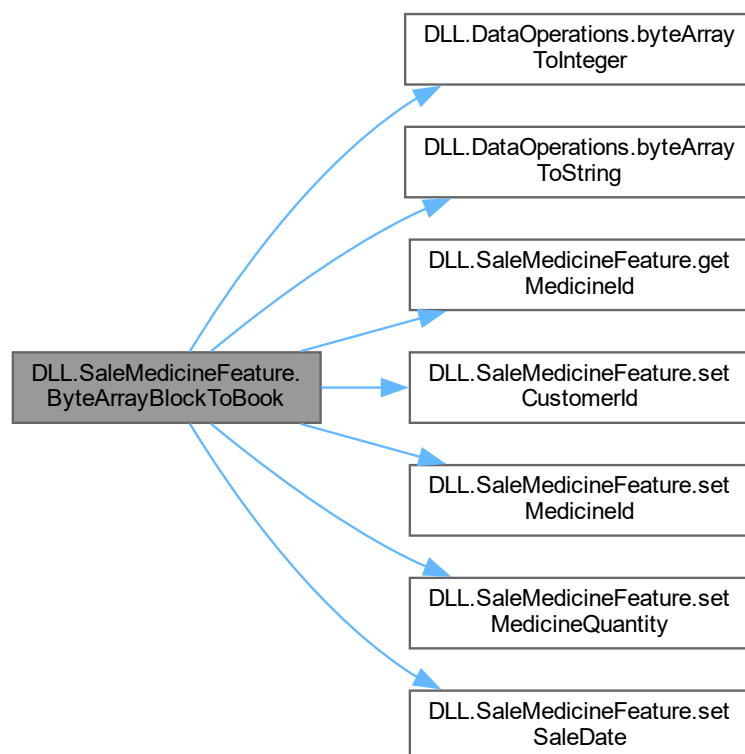 DLL.DataOperations.byteArray
ToInteger
DLL.DataOperations.byteArray
ToString
DLL.SaleMedicineFeature.get
MedicineId
DLL.SaleMedicineFeature.
ByteArrayBlockToBook
DLL.SaleMedicineFeature.set
CustomerId
DLL.SaleMedicineFeature.set
MedicineId
DLL.SaleMedicineFeature.set
MedicineQuantity
DLL.SaleMedicineFeature.set
SaleDate